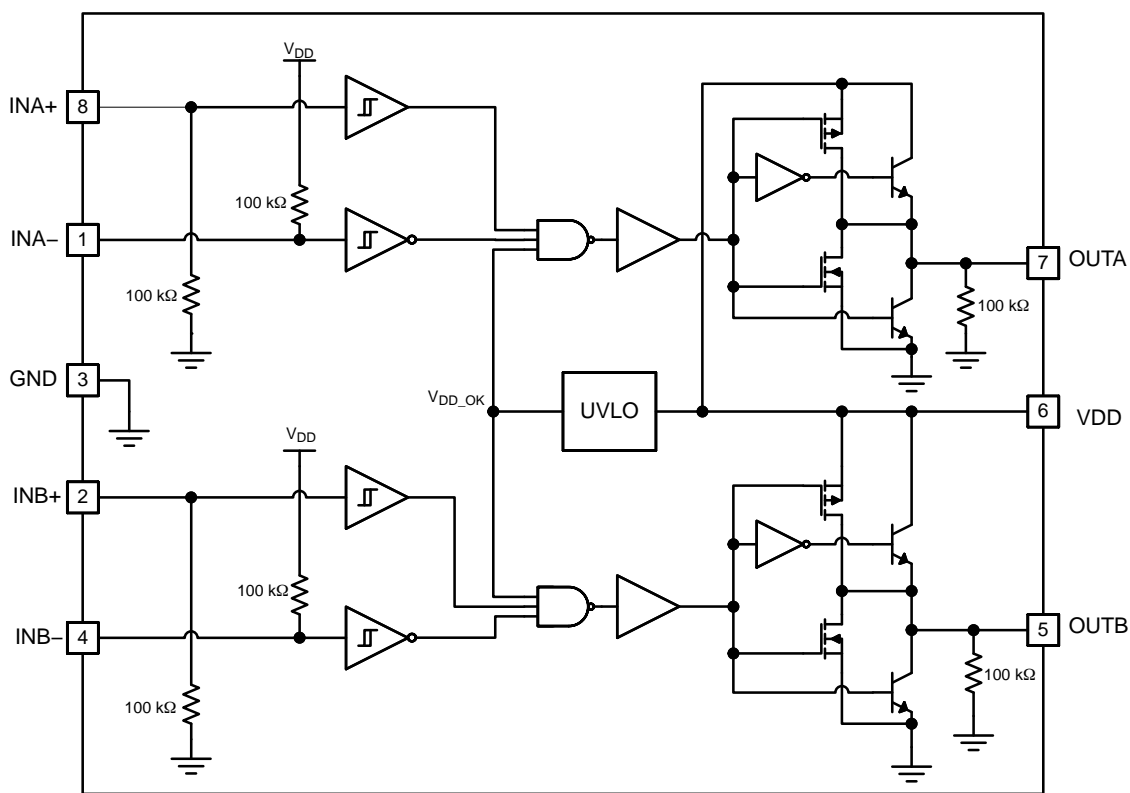 V_DD
INA+ 8
100 kΩ
INA– 1
100 kΩ
7 OUTA
100 kΩ
GND 3
V_DD_OK
UVLO
6 VDD
V_DD
INB+ 2
100 kΩ
INB– 4
5 OUTB
100 kΩ
100 kΩ